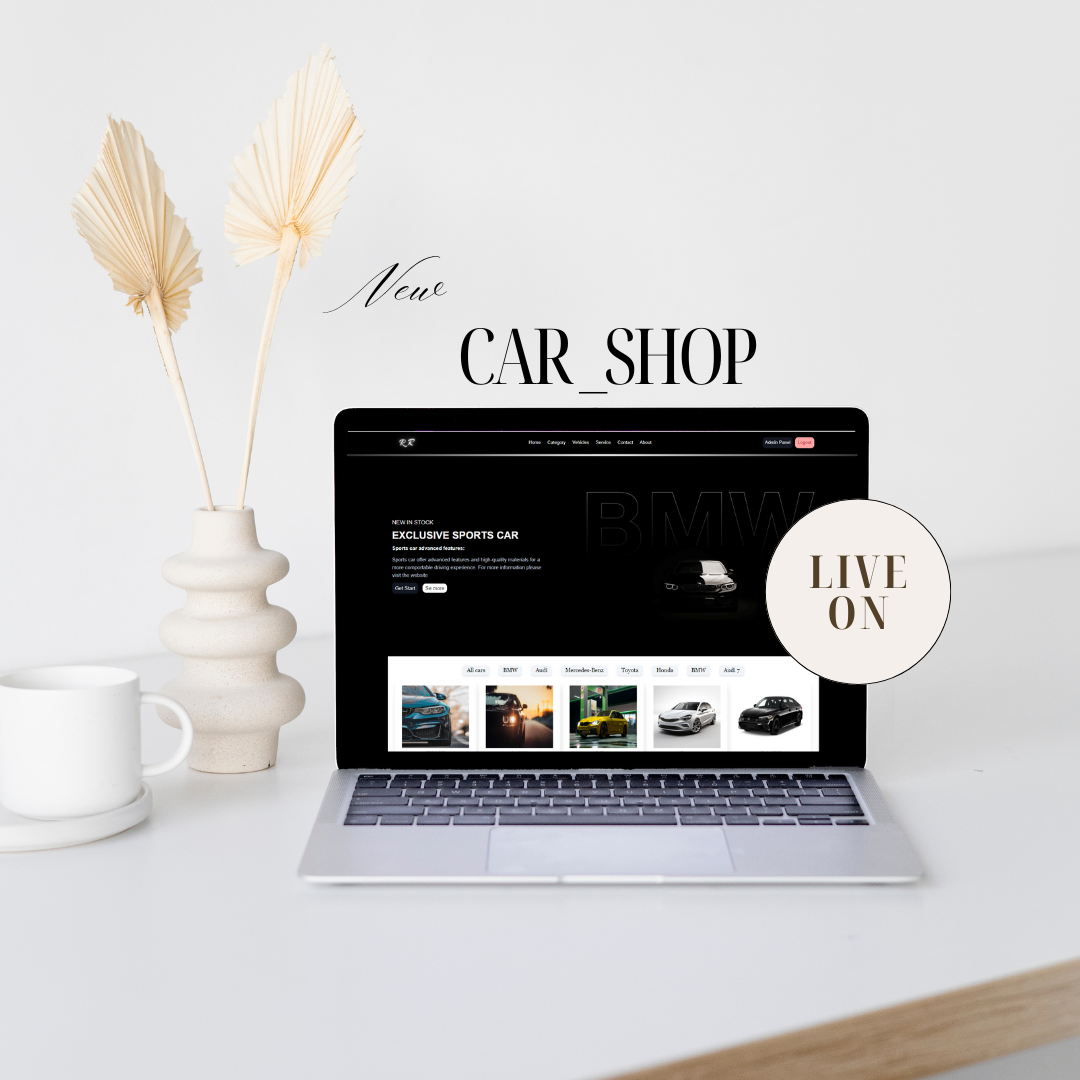 New
CAR_SHOP
RR
Home Category Vehicles Service Contact About
Admin Panel Logout
BMW
NEW IN STOCK
EXCLUSIVE SPORTS CAR
Sports car advanced features:
Sports car offer advanced features and high quality materials for a
more comportable driving experience. For more information please
visit the website
Get Start Se more
LIVE
ON
All cars BMW Audi Mercedes-Benz Toyota Honda BMW Audi 7